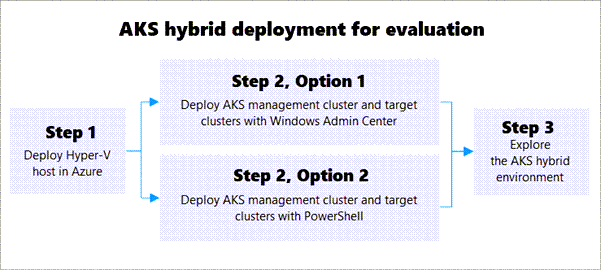 AKS hybrid deployment for evaluation
Step 1
Deploy Hyper-V
host in Azure
Step 2, Option 1
Deploy AKS management cluster and target
clusters with Windows Admin Center
Step 2, Option 2
Deploy AKS management cluster and target
clusters with PowerShell
Step 3
Explore
the AKS hybrid
environment